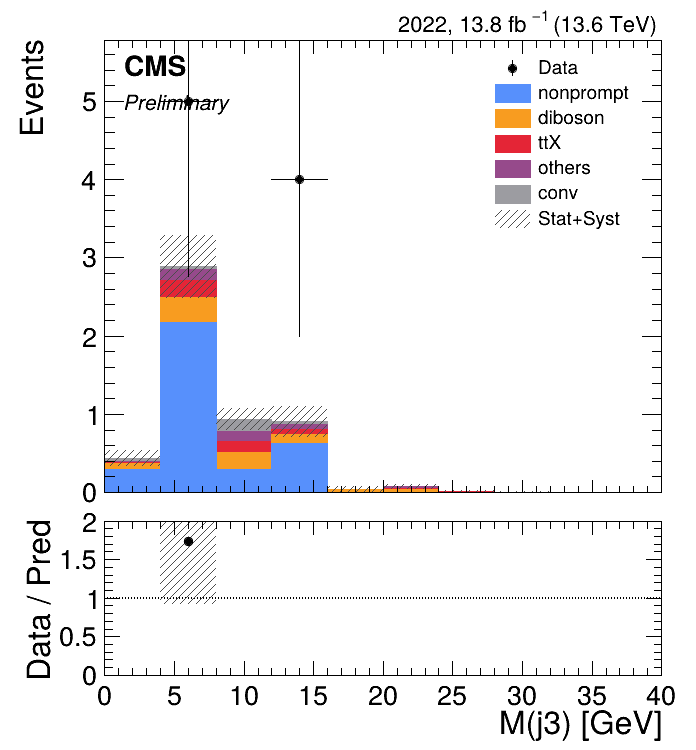 2022, 13.8 fb⁻¹ (13.6 TeV)
CMS
Preliminary
Events
Data
nonprompt
diboson
ttX
others
conv
Stat+Syst
5
4
3
2
1
0
Data / Pred
2
1.5
1
0.5
0
0 5 10 15 20 25 30 35 40
M(j3) [GeV]